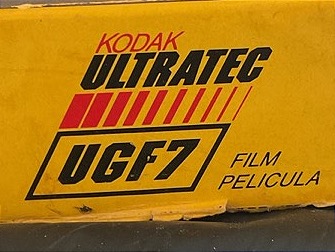 KODAK
ULTRATEC
UGF7
FILM
PELICULA